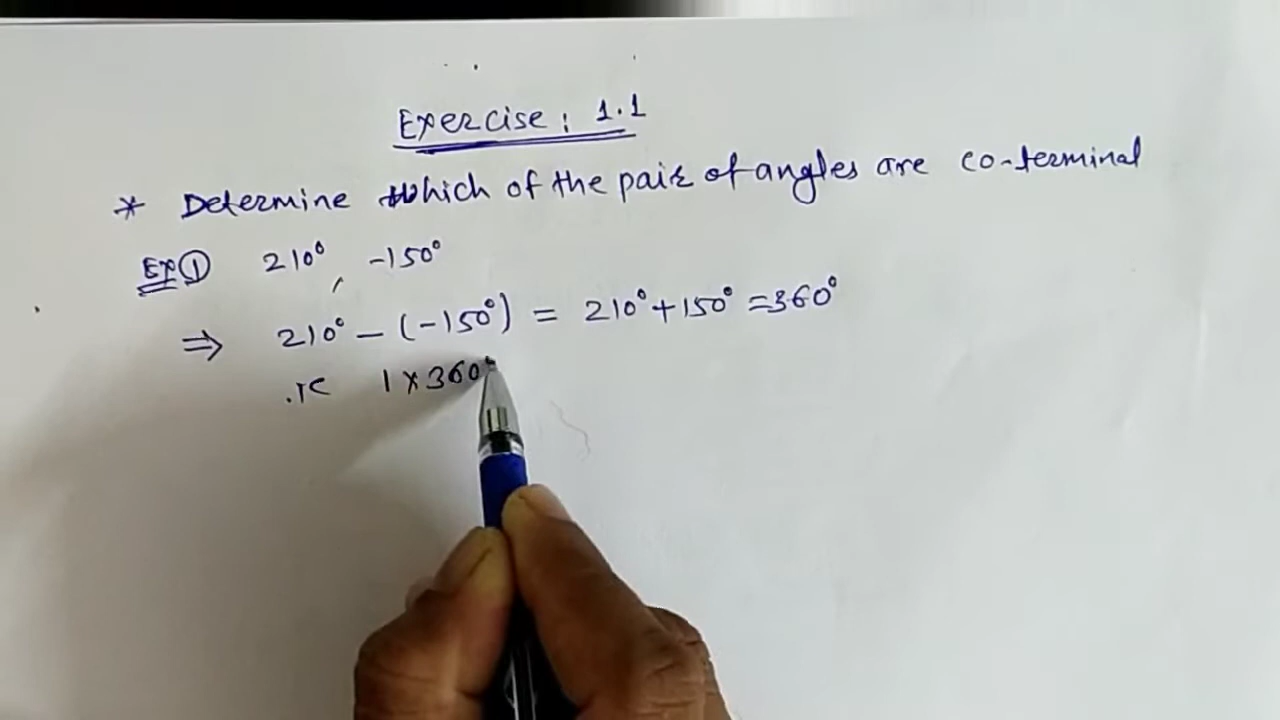 Exercise: 1.1
* Determine which of the pair of angles are co-terminal
Ex① 210°, -150°
⇒ 210° - (-150°) = 210° + 150° = 360°
1 × 360°